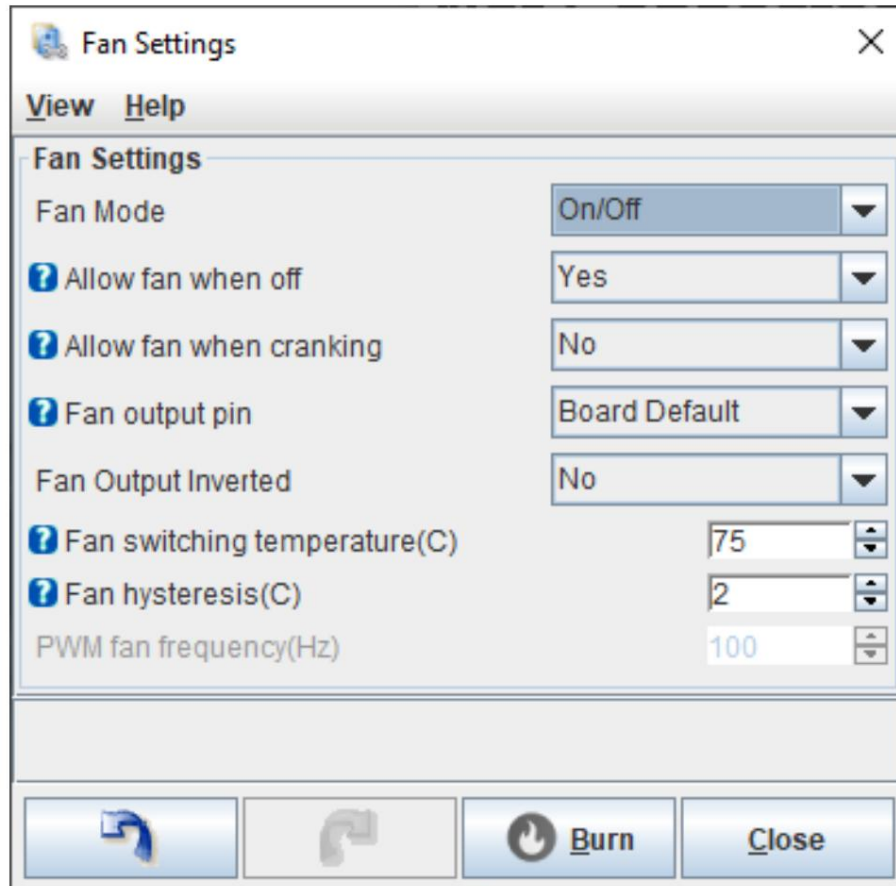 Fan Settings
View Help
Fan Settings
Fan Mode On/Off
Allow fan when off Yes
Allow fan when cranking No
Fan output pin Board Default
Fan Output Inverted No
Fan switching temperature(C) 75
Fan hysteresis(C) 2
PWM fan frequency(Hz) 100
Burn Close